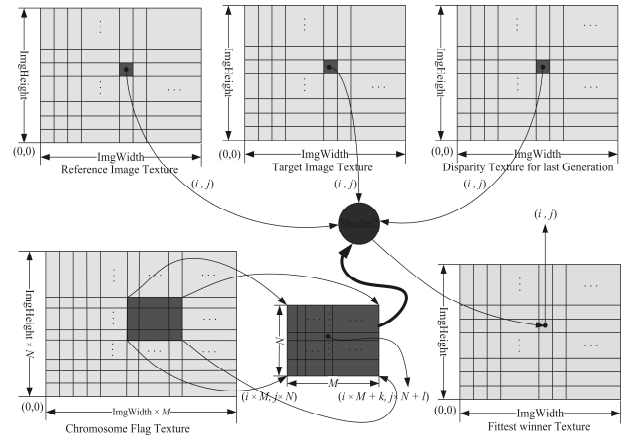 ImgHeight
(0,0)
ImgWidth
Reference Image Texture
ImgHeight
(0,0)
ImgWidth
Target Image Texture
ImgHeight
(0,0)
ImgWidth
Disparity Texture for last Generation
(i , j)
(i , j)
(i , j)
Shader2
(i , j)
ImgHeight × N
(0,0)
ImgWidth × M
Chromosome Flag Texture
N
M
(i × M, j× N)
(i × M + k, j× N + l)
ImgHeight
(0,0)
ImgWidth
Fittest winner Texture